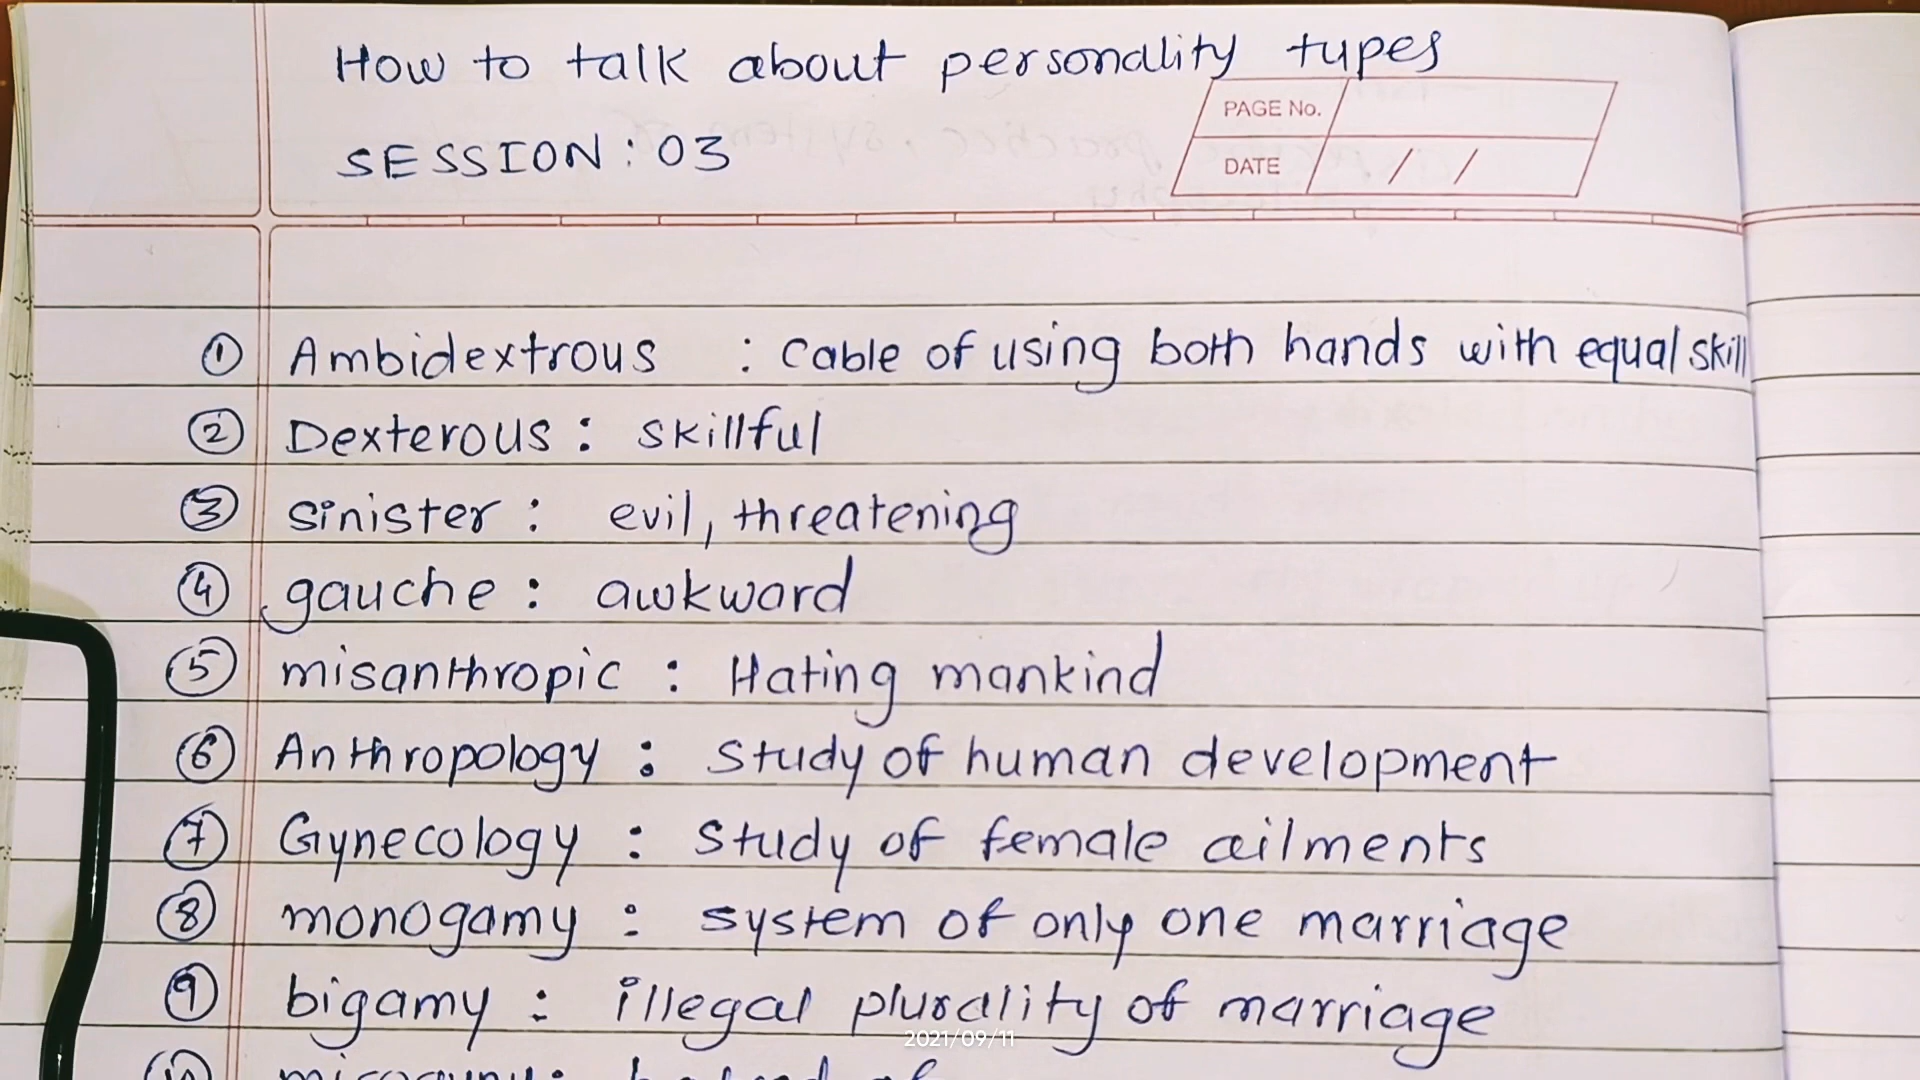 How to talk about personality types
PAGE No.
SESSION : 03
DATE / /
① Ambidextrous : cable of using both hands with equal skill
② Dexterous : skillful
③ sinister : evil, threatening
④ gauche : awkward
⑤ misanthropic : Hating mankind
⑥ Anthropology : study of human development
⑦ Gynecology : study of female ailments
⑧ monogamy : system of only one marriage
⑨ bigamy : illegal plurality of marriage
2021/09/11